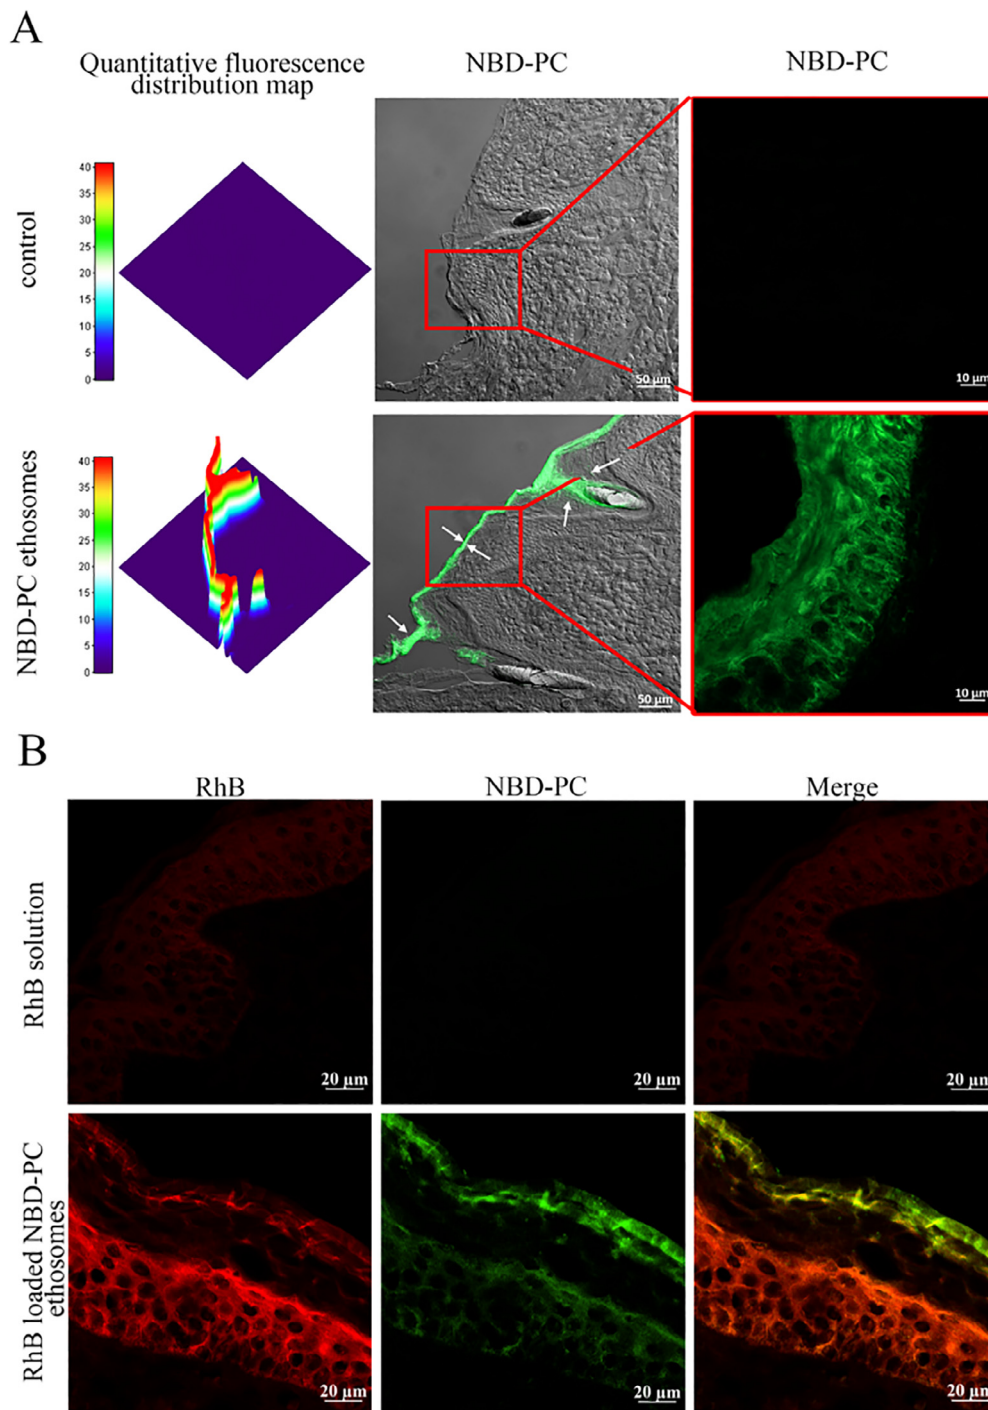 A
Quantitative fluorescence
distribution map
NBD-PC
NBD-PC
control
40
35
30
25
20
15
10
5
0
50 µm
10 µm
NBD-PC ethosomes
40
35
30
25
20
15
10
5
0
50 µm
10 µm
B
RhB
NBD-PC
Merge
RhB solution
20 µm
20 µm
20 µm
RhB loaded NBD-PC
ethosomes
20 µm
20 µm
20 µm